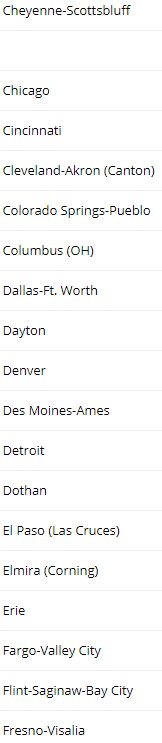 Cheyenne-Scottsbluff
Chicago
Cincinnati
Cleveland-Akron (Canton)
Colorado Springs-Pueblo
Columbus (OH)
Dallas-Ft. Worth
Dayton
Denver
Des Moines-Ames
Detroit
Dothan
El Paso (Las Cruces)
Elmira (Corning)
Erie
Fargo-Valley City
Flint-Saginaw-Bay City
Fresno-Visalia